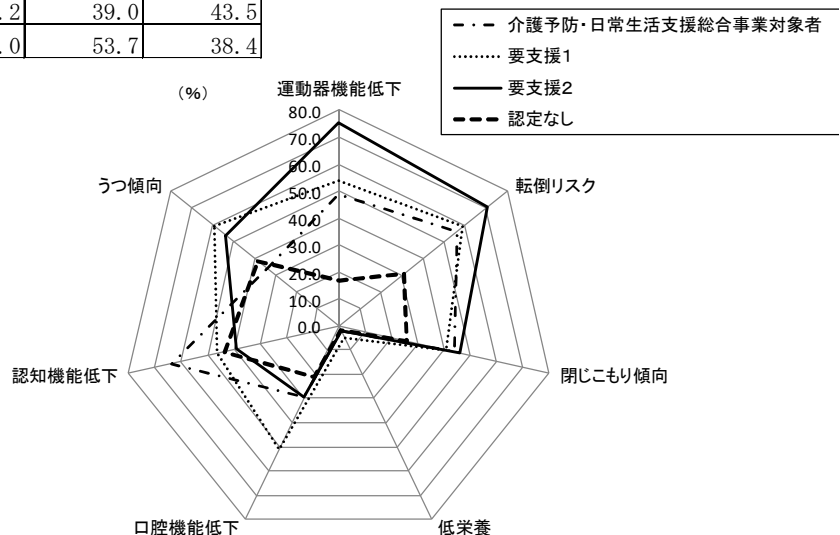 .2 39.0 43.5
.0 53.7 38.4
介護予防・日常生活支援総合事業対象者
要支援1
要支援2
認定なし
(%)
運動器機能低下
80.0
70.0
60.0
50.0
40.0
30.0
20.0
10.0
0.0
うつ傾向
転倒リスク
認知機能低下
閉じこもり傾向
口腔機能低下
低栄養